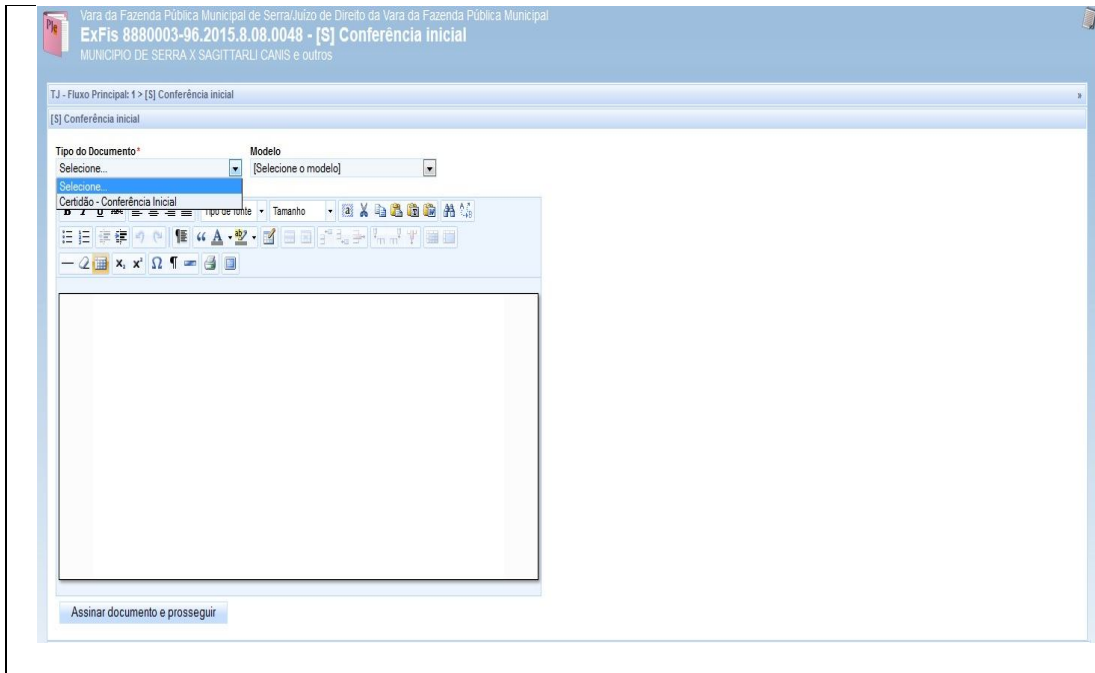 PJe
Vara da Fazenda Pública Municipal de Serra/Juízo de Direito da Vara da Fazenda Pública Municipal
ExFis 8880003-96.2015.8.08.0048 - [S] Conferência inicial
MUNICIPIO DE SERRA X SAGITTARLI CANIS e outros
TJ - Fluxo Principal: 1 > [S] Conferência inicial »
[S] Conferência inicial
Tipo do Documento* Modelo
Selecione... [Selecione o modelo]
Selecione...
Certidão - Conferência Inicial
B I U ABC Tipo de fonte Tamanho
Assinar documento e prosseguir